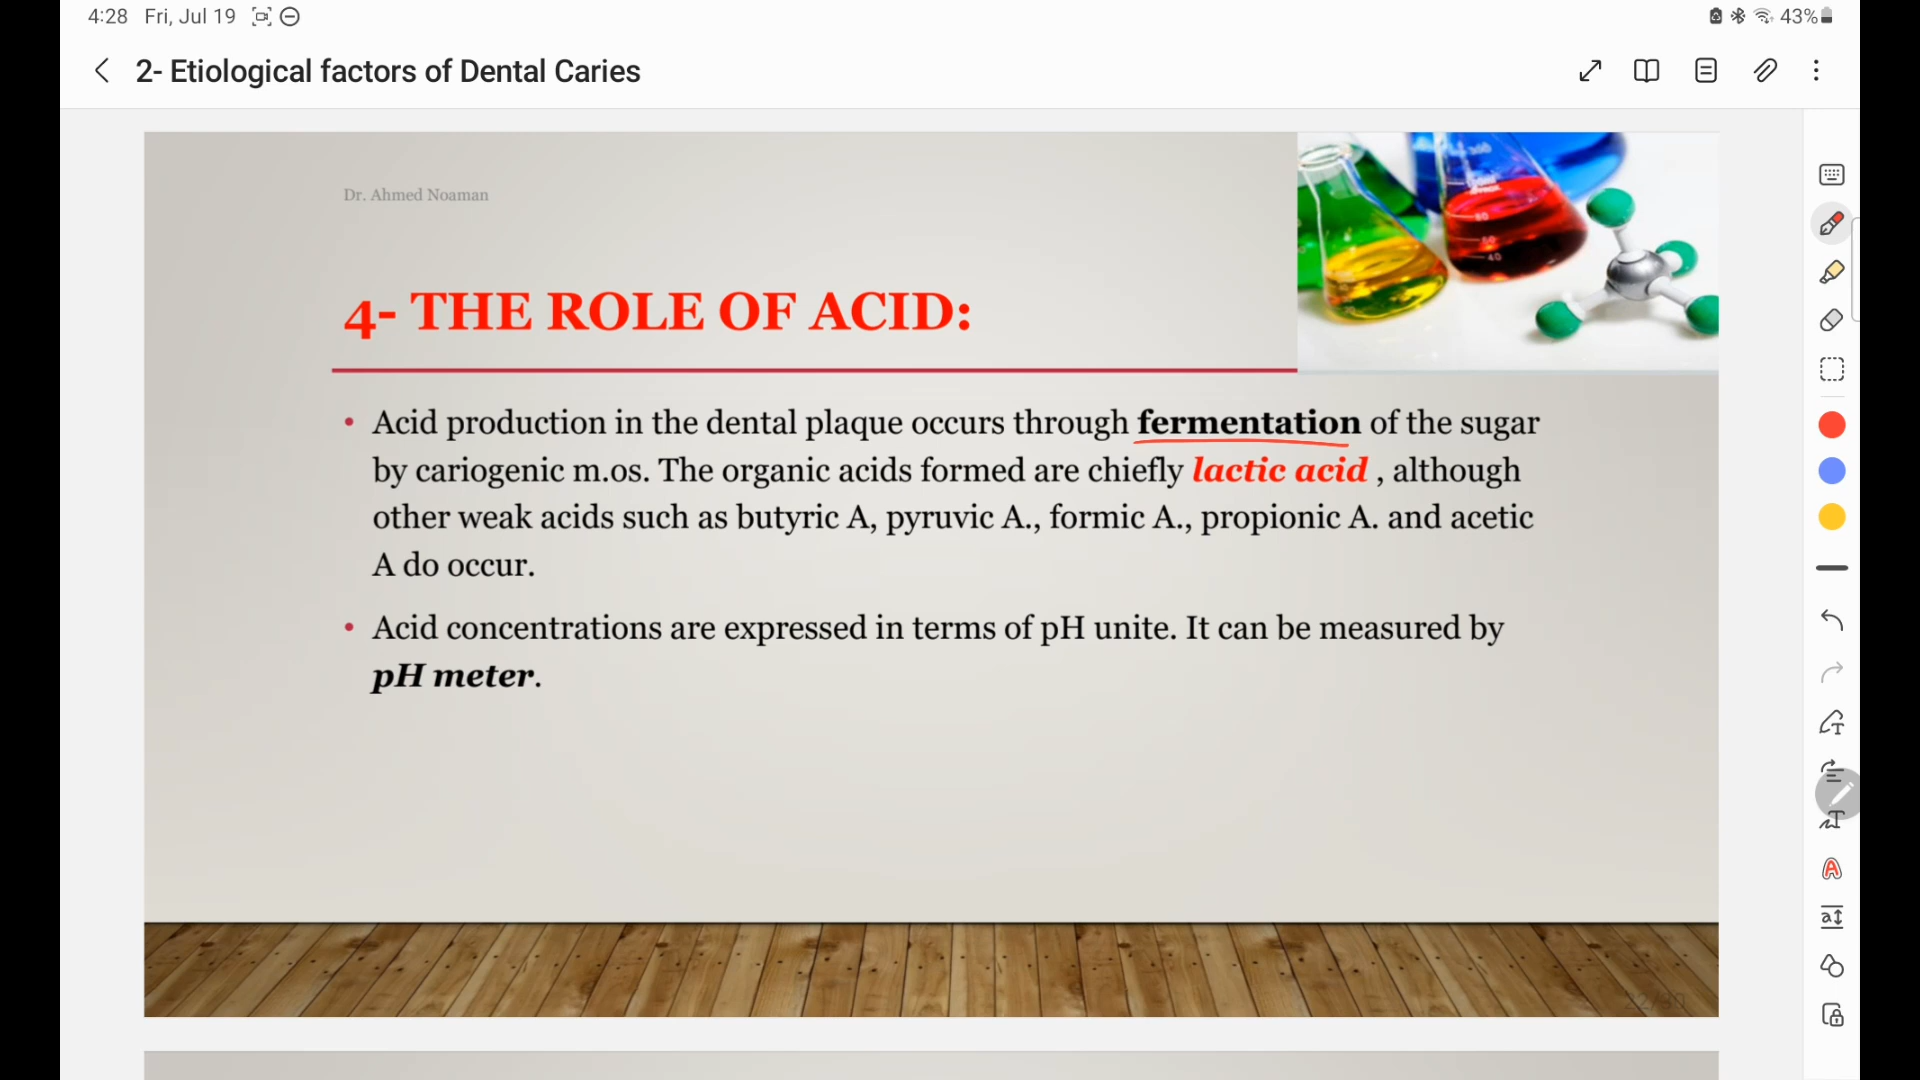 4:28 Fri, Jul 19
43%
2- Etiological factors of Dental Caries
Dr. Ahmed Noaman
4- THE ROLE OF ACID:
• Acid production in the dental plaque occurs through fermentation of the sugar
by cariogenic m.os. The organic acids formed are chiefly lactic acid , although
other weak acids such as butyric A, pyruvic A., formic A., propionic A. and acetic
A do occur.
• Acid concentrations are expressed in terms of pH unite. It can be measured by
pH meter.